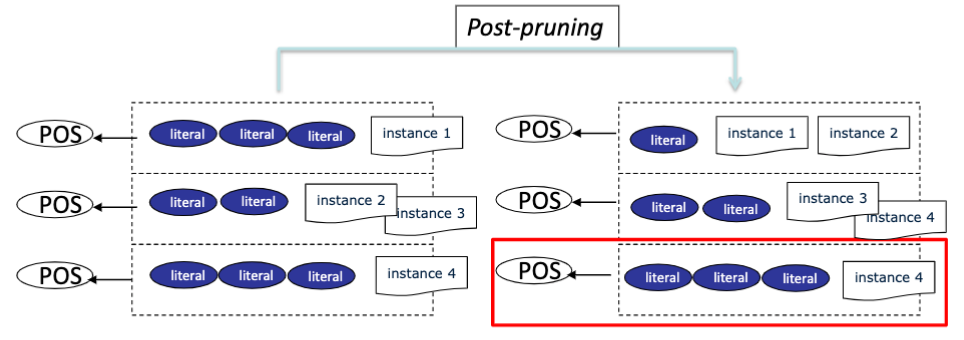 Post-pruning
POS literal literal literal instance 1
POS literal literal instance 2 instance 3
POS literal literal literal instance 4
POS literal instance 1 instance 2
POS literal literal instance 3 instance 4
POS literal literal literal instance 4